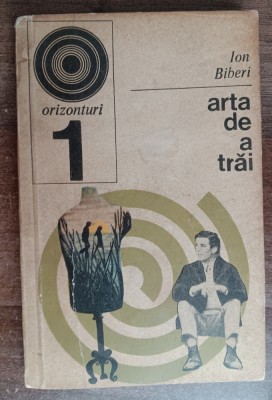 orizonturi
1
Ion
Biberi
arta
de
a
trăi